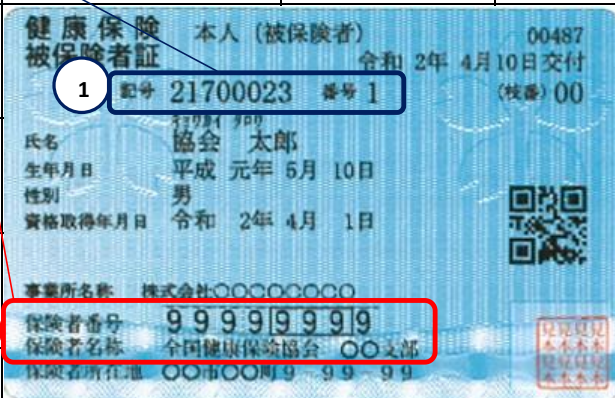 健康保険 本人(被保険者) 00487
被保険者証 令和 2年 4月10日交付
1 記号 21700023 番号 1 (枝番) 00
キョウカイ タロウ
氏名 協会 太郎
生年月日 平成 元年 5月 10日
性別 男
資格取得年月日 令和 2年 4月 1日
事業所名称 株式会社〇〇〇〇〇〇〇〇
保険者番号 99999999
保険者名称 全国健康保険協会 〇〇支部
保険者所在地 〇〇市〇〇町9-99-99
見本